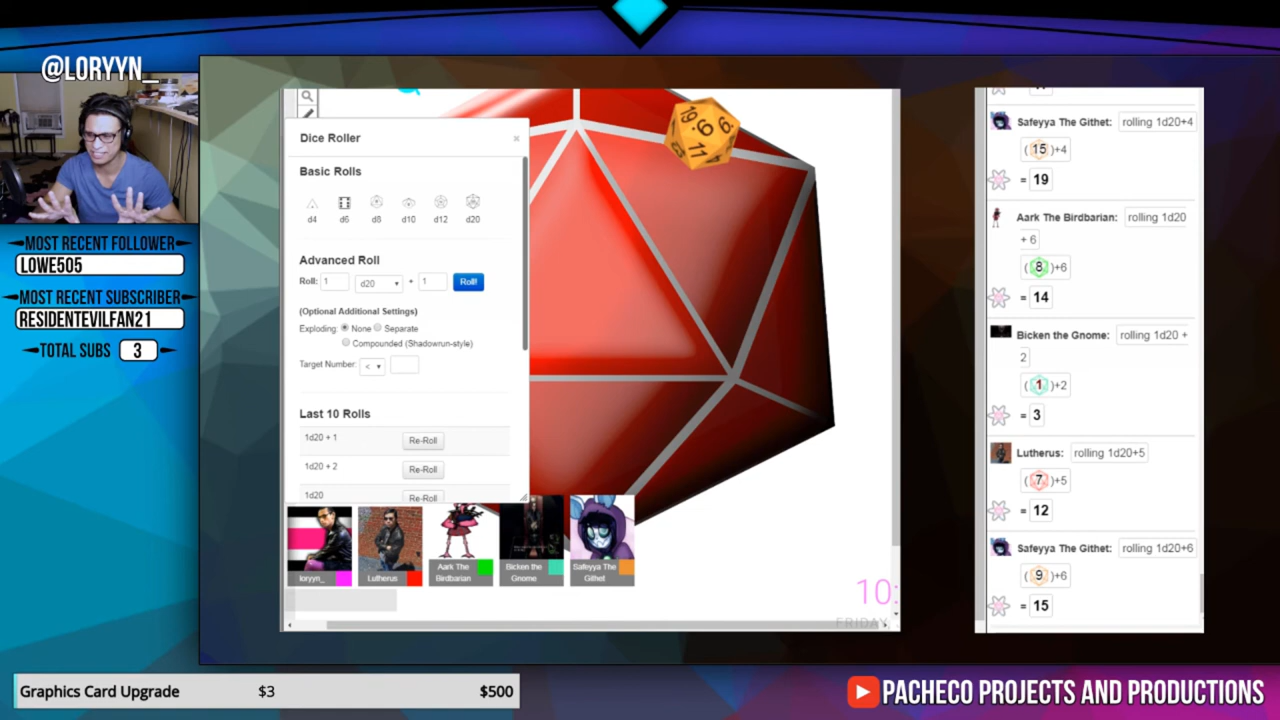 @LORYYN_
MOST RECENT FOLLOWER
LOWE505
MOST RECENT SUBSCRIBER
RESIDENTEVILFAN21
TOTAL SUBS 3
Dice Roller ×
Basic Rolls
d4 d6 d8 d10 d12 d20
Advanced Roll
Roll: 1 d20 + 1 Roll!
(Optional Additional Settings)
Exploding: None Separate
Compounded (Shadowrun-style)
Target Number: <
Last 10 Rolls
1d20 + 1 Re-Roll
1d20 + 2 Re-Roll
1d20 Re-Roll
19 6 6.
11
loryyn_
Lutherus
Aark The
Birdbarian
Bicken the
Gnome
Safeyya The
Githet
10:
FRIDAY
Safeyya The Githet: rolling 1d20+4
(15)+4
= 19
Aark The Birdbarian: rolling 1d20
+ 6
(8)+6
= 14
Bicken the Gnome: rolling 1d20 +
2
(1)+2
= 3
Lutherus: rolling 1d20+5
(7)+5
= 12
Safeyya The Githet: rolling 1d20+6
(9)+6
= 15
Graphics Card Upgrade $3 $500
PACHECO PROJECTS AND PRODUCTIONS